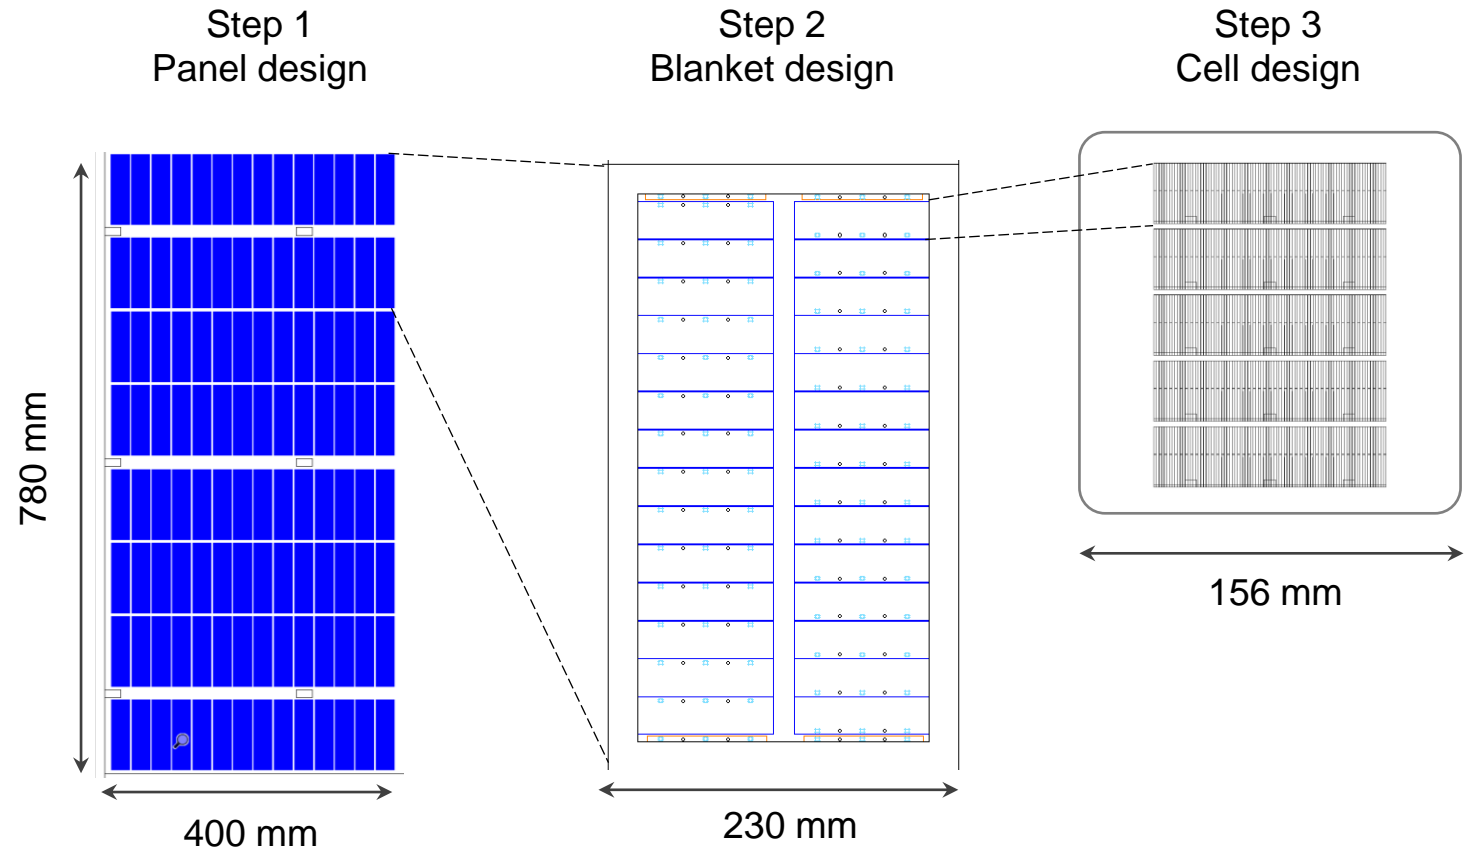 Step 1
Panel design
Step 2
Blanket design
Step 3
Cell design
780 mm
400 mm
230 mm
156 mm